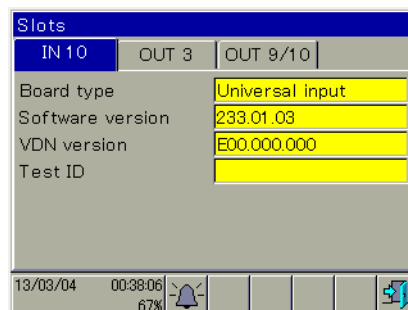 Slots
IN 10 OUT 3 OUT 9/10
Board type Universal input
Software version 233.01.03
VDN version E00.000.000
Test ID
13/03/04 00:38:06
67%